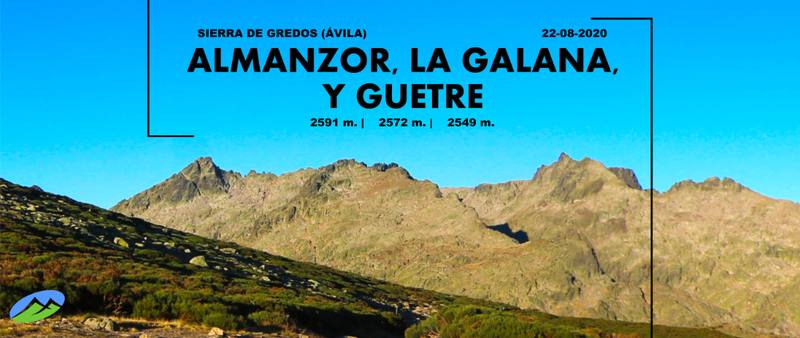 SIERRA DE GREDOS (ÁVILA) 22-08-2020
ALMANZOR, LA GALANA,
Y GUETRE
2591 m. | 2572 m. | 2549 m.